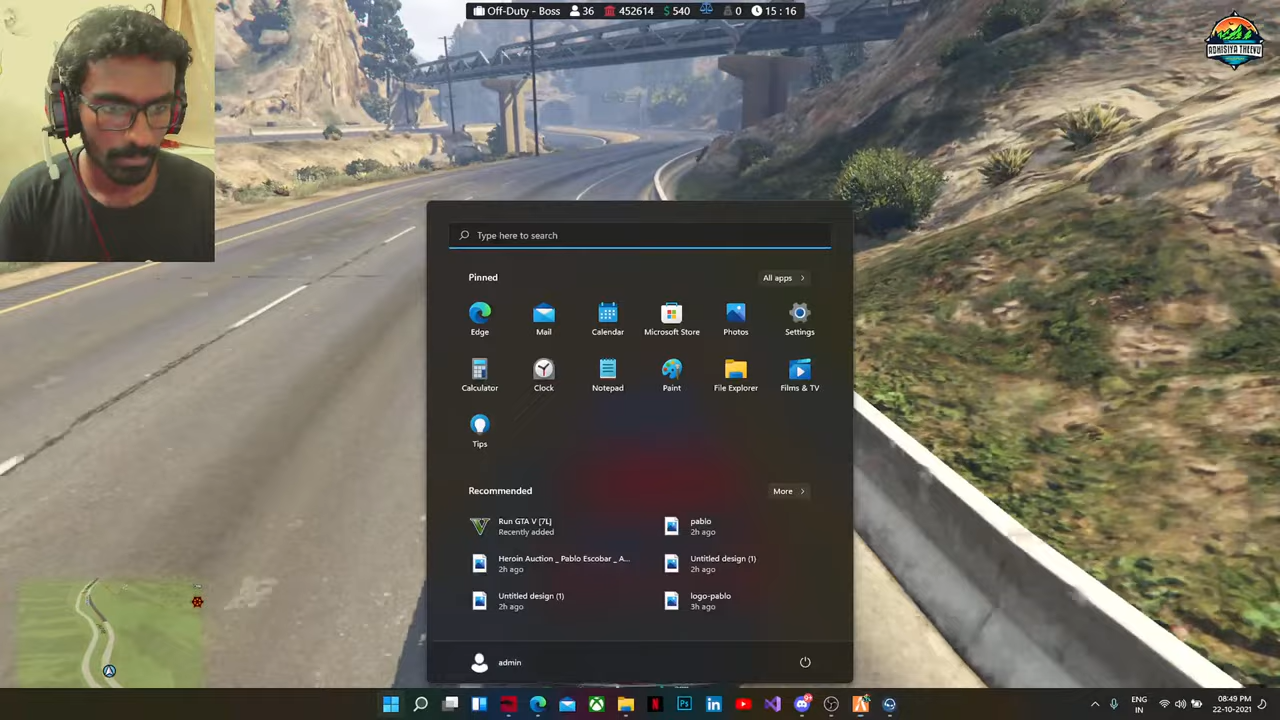 Off-Duty - Boss 36 452614 $ 540 0 15 : 16
ADHISIYA THEEVU
Type here to search
Pinned
All apps
Edge
Mail
Calendar
Microsoft Store
Photos
Settings
Calculator
Clock
Notepad
Paint
File Explorer
Films & TV
Tips
Recommended
More
Run GTA V [7L]
Recently added
pablo
2h ago
Heroin Auction _ Pablo Escobar _ A...
2h ago
Untitled design (1)
2h ago
Untitled design (1)
2h ago
logo-pablo
3h ago
admin
ENG
IN
08:49 PM
22-10-2021